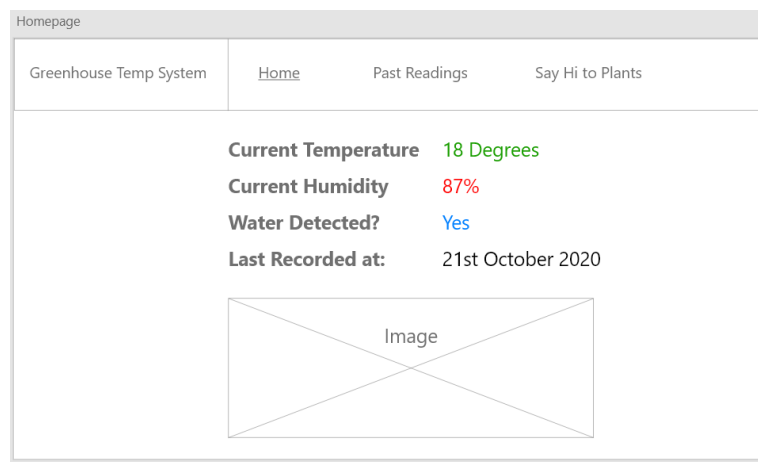 Homepage
Greenhouse Temp System Home Past Readings Say Hi to Plants
Current Temperature 18 Degrees
Current Humidity 87%
Water Detected? Yes
Last Recorded at: 21st October 2020
Image